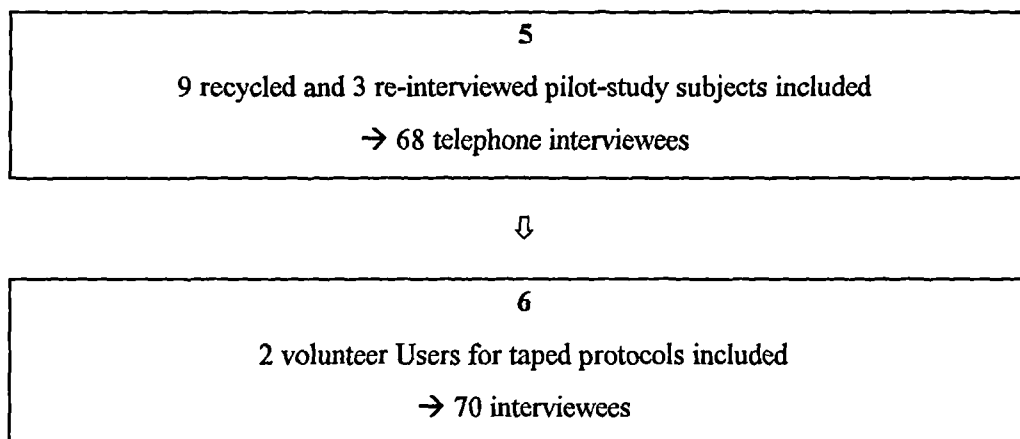 5
9 recycled and 3 re-interviewed pilot-study subjects included
→ 68 telephone interviewees
⇩
6
2 volunteer Users for taped protocols included
→ 70 interviewees